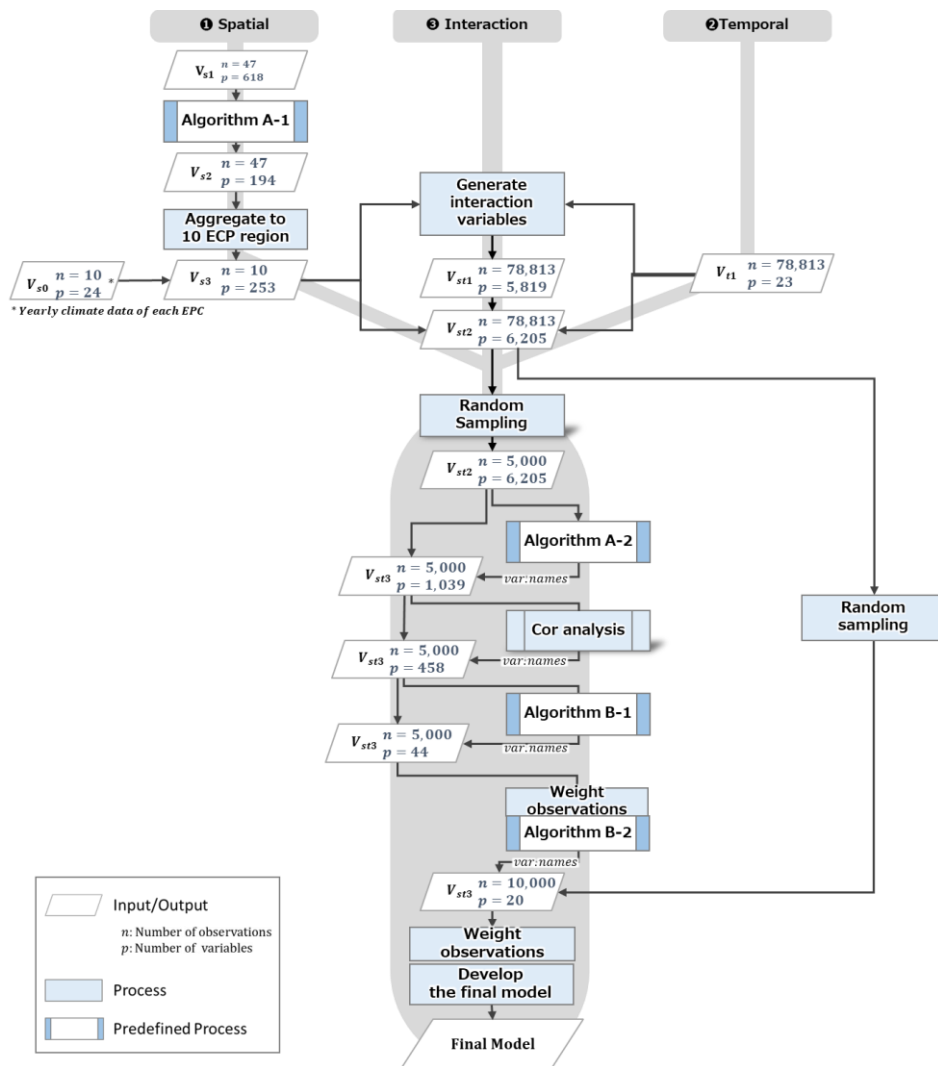 ❶ Spatial
❸ Interaction
❷Temporal
V_s1 n = 47
p = 618
Algorithm A-1
V_s2 n = 47
p = 194
Aggregate to
10 ECP region
Generate
interaction
variables
V_s0 n = 10 *
p = 24
V_s3 n = 10
p = 253
* Yearly climate data of each EPC
V_st1 n = 78,813
p = 5,819
V_t1 n = 78,813
p = 23
V_st2 n = 78,813
p = 6,205
Random
Sampling
V_st2 n = 5,000
p = 6,205
Algorithm A-2
var.names
V_st3 n = 5,000
p = 1,039
Cor analysis
Random
sampling
var.names
V_st3 n = 5,000
p = 458
Algorithm B-1
var.names
V_st3 n = 5,000
p = 44
Weight
observations
Algorithm B-2
var.names
V_st3 n = 10,000
p = 20
Weight
observations
Develop
the final model
Final Model
Input/Output
n: Number of observations
p: Number of variables
Process
Predefined Process